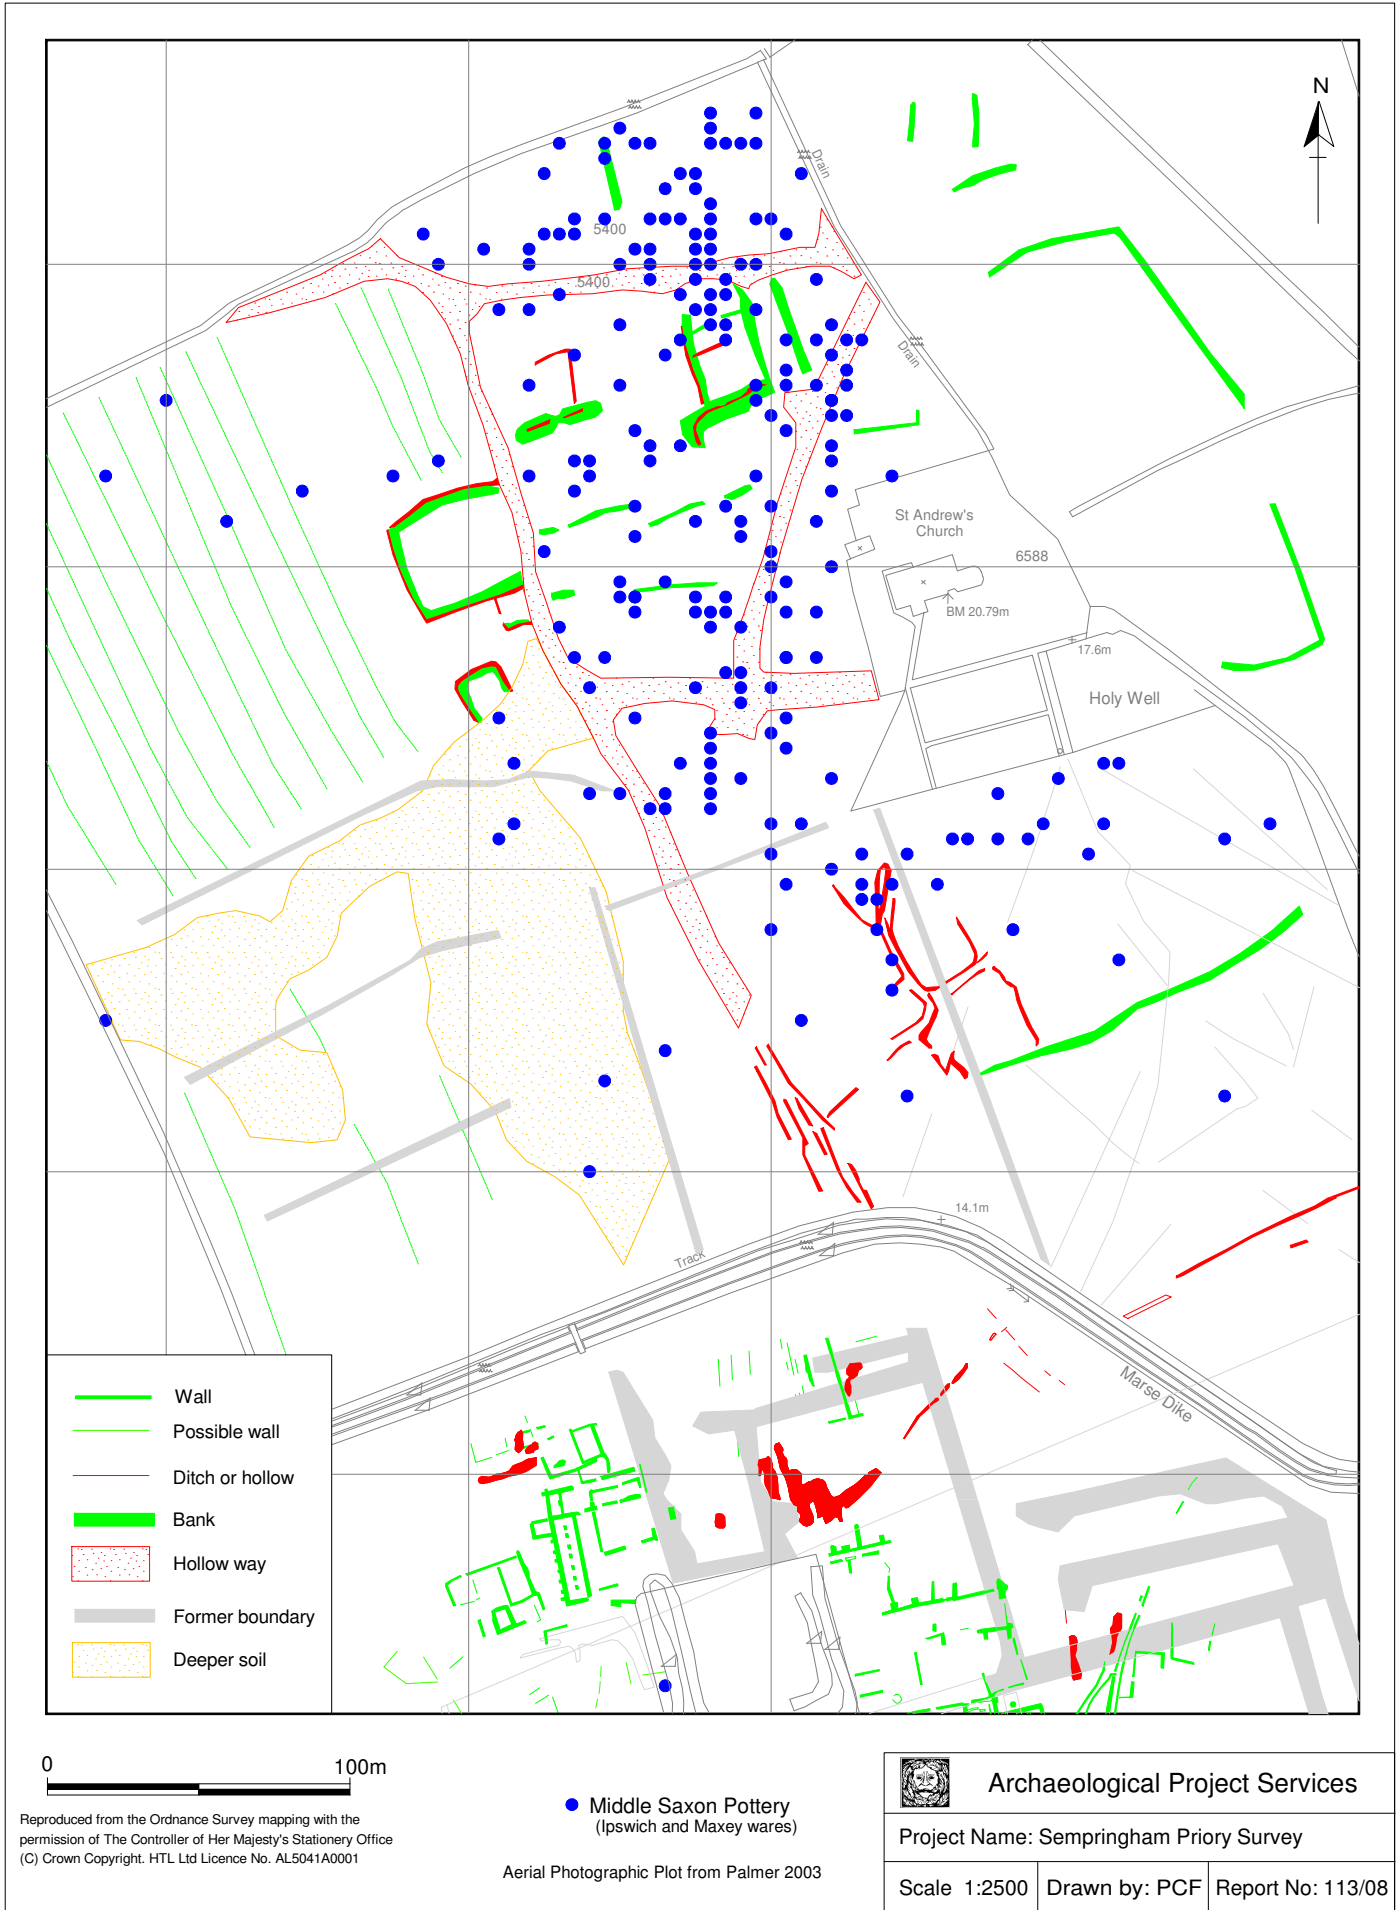 N
Drain
5400
5400
Drain
St Andrew's
Church
6588
BM 20.79m
17.6m
Holy Well
14.1m
Track
Marse Dike
Wall
Possible wall
Ditch or hollow
Bank
Hollow way
Former boundary
Deeper soil
0 100m
Reproduced from the Ordnance Survey mapping with the
permission of The Controller of Her Majesty's Stationery Office
(C) Crown Copyright. HTL Ltd Licence No. AL5041A0001
Middle Saxon Pottery
(Ipswich and Maxey wares)
Aerial Photographic Plot from Palmer 2003
Archaeological Project Services
Project Name: Sempringham Priory Survey
Scale 1:2500 Drawn by: PCF Report No: 113/08